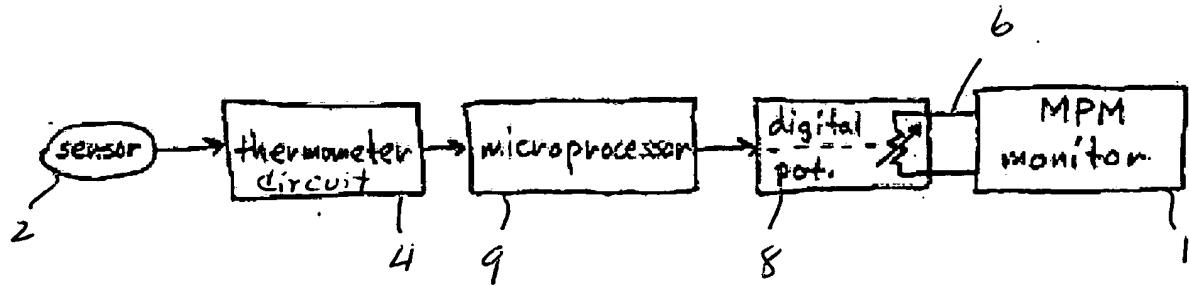 6
sensor
thermometer
circuit
microprocessor
digital
pot.
MPM
monitor
2
4
9
8
1